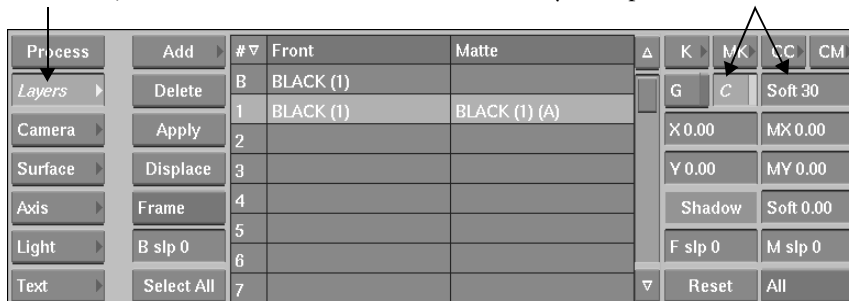 Process Add # Front Matte K MK CC CM
Layers Delete B BLACK (1) G C Soft 30
1 BLACK (1) BLACK (1) (A)
Camera Apply 2 X 0.00 MX 0.00
Surface Displace 3 Y 0.00 MY 0.00
Axis Frame 4 Shadow Soft 0.00
5
Light B slp 0 6 F slp 0 M slp 0
Text Select All 7 Reset All